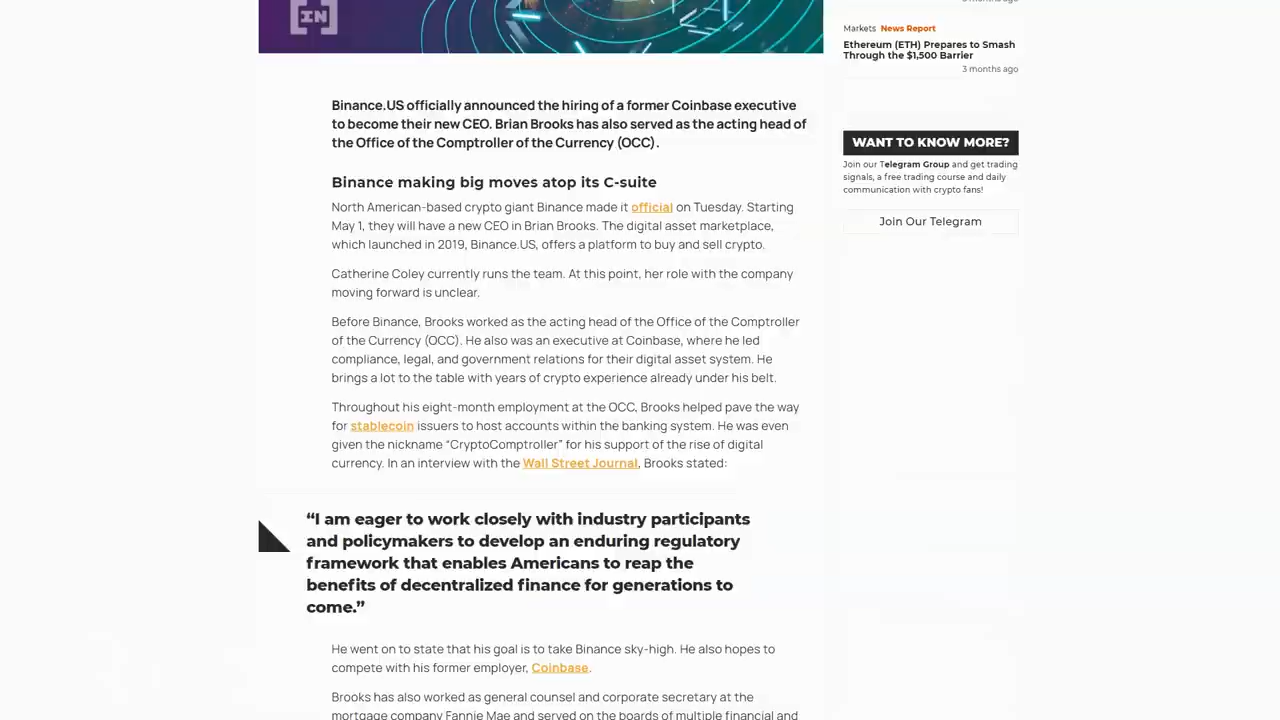 IN
Binance.US officially announced the hiring of a former Coinbase executive
to become their new CEO. Brian Brooks has also served as the acting head of
the Office of the Comptroller of the Currency (OCC).
Binance making big moves atop its C-suite
North American-based crypto giant Binance made it official on Tuesday. Starting
May 1, they will have a new CEO in Brian Brooks. The digital asset marketplace,
which launched in 2019, Binance.US, offers a platform to buy and sell crypto.
Catherine Coley currently runs the team. At this point, her role with the company
moving forward is unclear.
Before Binance, Brooks worked as the acting head of the Office of the Comptroller
of the Currency (OCC). He also was an executive at Coinbase, where he led
compliance, legal, and government relations for their digital asset system. He
brings a lot to the table with years of crypto experience already under his belt.
Throughout his eight-month employment at the OCC, Brooks helped pave the way
for stablecoin issuers to host accounts within the banking system. He was even
given the nickname “CryptoComptroller” for his support of the rise of digital
currency. In an interview with the Wall Street Journal, Brooks stated:
“I am eager to work closely with industry participants
and policymakers to develop an enduring regulatory
framework that enables Americans to reap the
benefits of decentralized finance for generations to
come.”
He went on to state that his goal is to take Binance sky-high. He also hopes to
compete with his former employer, Coinbase.
Brooks has also worked as general counsel and corporate secretary at the
mortgage company Fannie Mae and served on the boards of multiple financial and
Markets News Report
Ethereum (ETH) Prepares to Smash
Through the $1,500 Barrier
3 months ago
WANT TO KNOW MORE?
Join our Telegram Group and get trading
signals, a free trading course and daily
communication with crypto fans!
Join Our Telegram